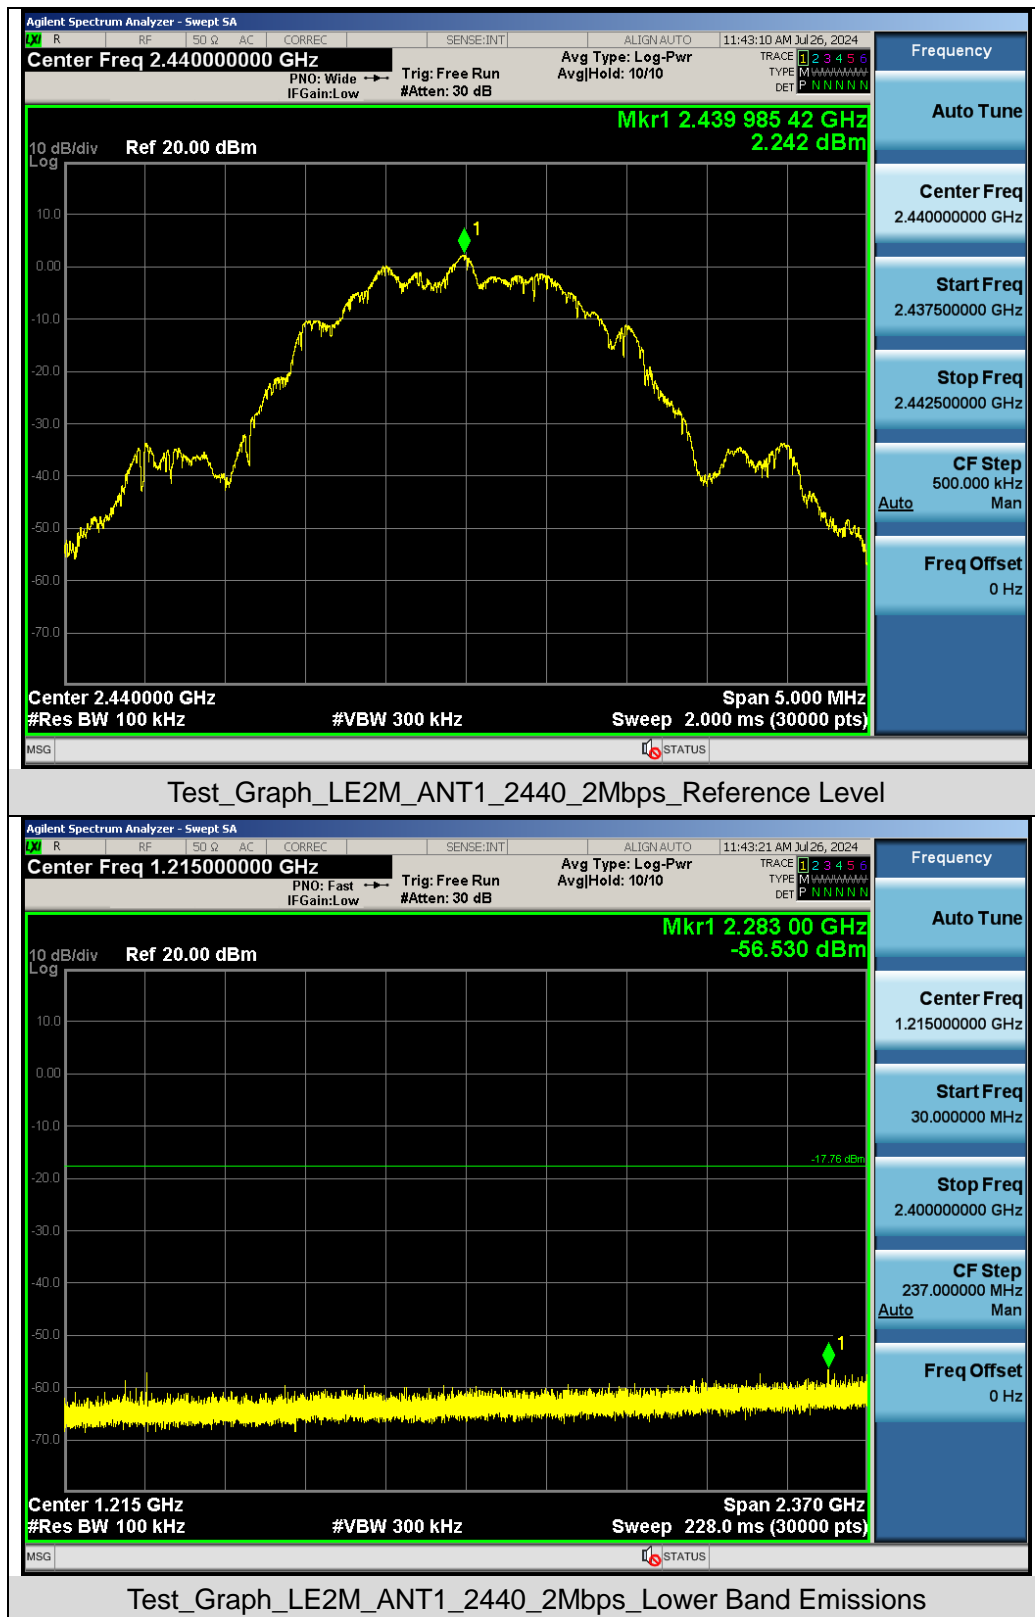 Agilent Spectrum Analyzer - Swept SA
LXI R RF 50 Ω AC CORREC SENSE:INT ALIGN AUTO 11:43:10 AM Jul 26, 2024
Center Freq 2.440000000 GHz
PNO: Wide
IFGain:Low
Trig: Free Run
#Atten: 30 dB
Avg Type: Log-Pwr
Avg|Hold: 10/10
TRACE 1 2 3 4 5 6
TYPE M
DET P N N N N N
Mkr1 2.439 985 42 GHz
2.242 dBm
10 dB/div Ref 20.00 dBm
Log
10.0
1
0.00
-10.0
-20.0
-30.0
-40.0
-50.0
-60.0
-70.0
Center 2.440000 GHz Span 5.000 MHz
#Res BW 100 kHz #VBW 300 kHz Sweep 2.000 ms (30000 pts)
MSG STATUS
Frequency
Auto Tune
Center Freq
2.440000000 GHz
Start Freq
2.437500000 GHz
Stop Freq
2.442500000 GHz
CF Step
500.000 kHz
Auto Man
Freq Offset
0 Hz
Test_Graph_LE2M_ANT1_2440_2Mbps_Reference Level
Agilent Spectrum Analyzer - Swept SA
LXI R RF 50 Ω AC CORREC SENSE:INT ALIGN AUTO 11:43:21 AM Jul 26, 2024
Center Freq 1.215000000 GHz
PNO: Fast
IFGain:Low
Trig: Free Run
#Atten: 30 dB
Avg Type: Log-Pwr
Avg|Hold: 10/10
TRACE 1 2 3 4 5 6
TYPE M
DET P N N N N N
Mkr1 2.283 00 GHz
-56.530 dBm
10 dB/div Ref 20.00 dBm
Log
10.0
0.00
-10.0
-17.76 dBm
-20.0
-30.0
-40.0
-50.0
1
-60.0
-70.0
Center 1.215 GHz Span 2.370 GHz
#Res BW 100 kHz #VBW 300 kHz Sweep 228.0 ms (30000 pts)
MSG STATUS
Frequency
Auto Tune
Center Freq
1.215000000 GHz
Start Freq
30.000000 MHz
Stop Freq
2.400000000 GHz
CF Step
237.000000 MHz
Auto Man
Freq Offset
0 Hz
Test_Graph_LE2M_ANT1_2440_2Mbps_Lower Band Emissions